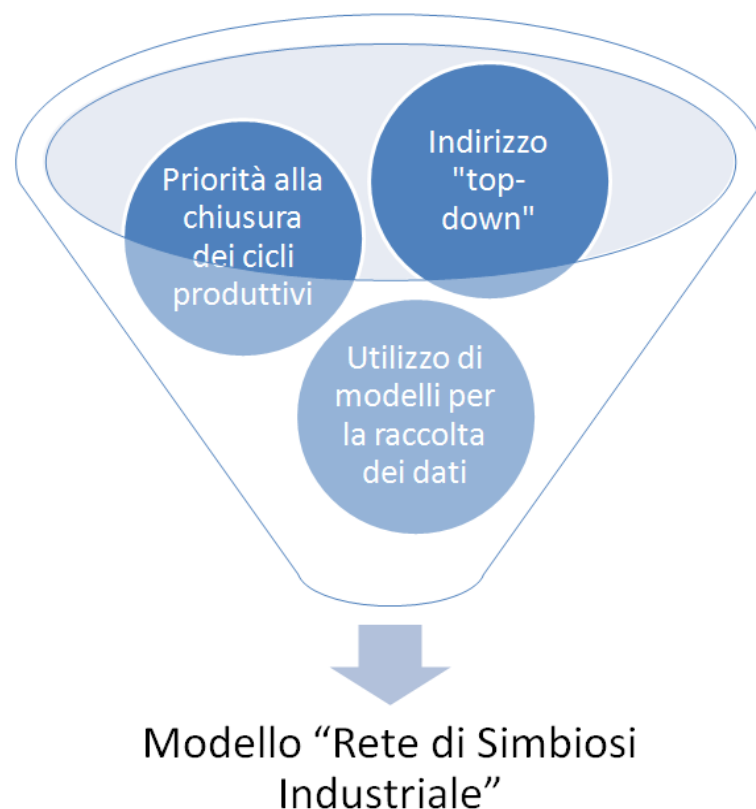 Priorità alla
chiusura
dei cicli
produttivi
Indirizzo
"top-
down"
Utilizzo di
modelli per
la raccolta
dei dati
Modello “Rete di Simbiosi
Industriale”